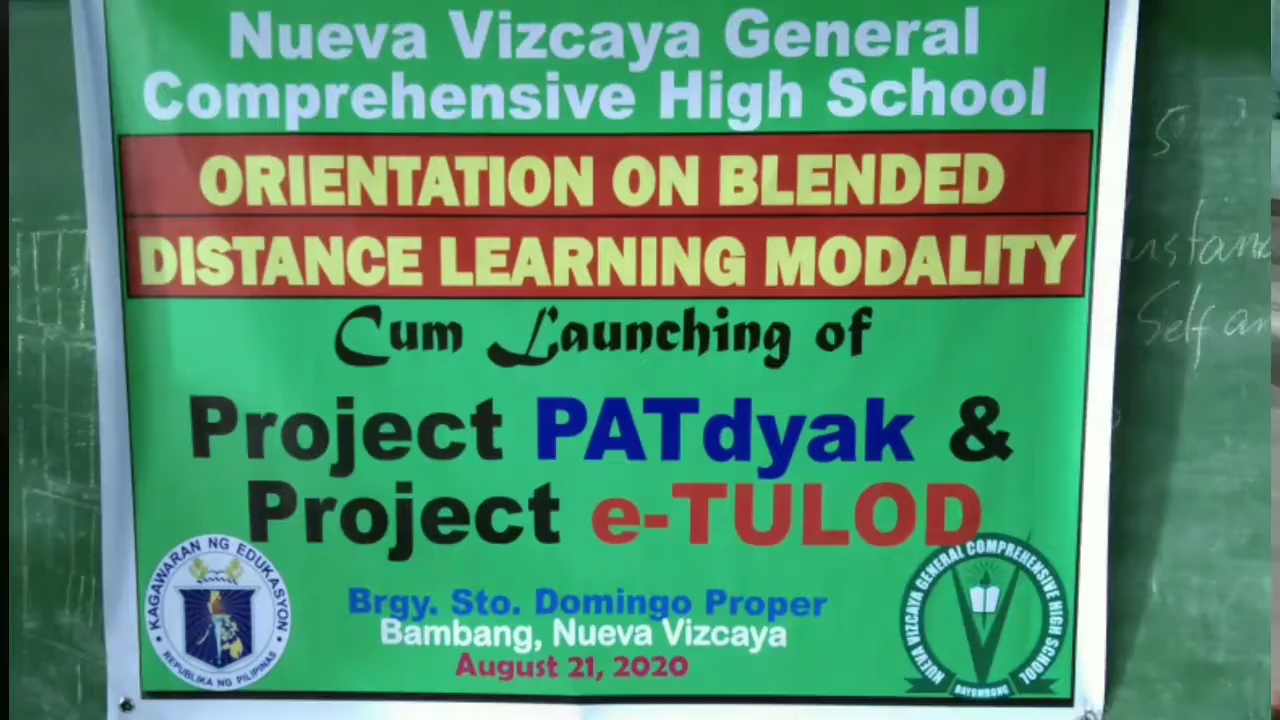 Nueva Vizcaya General
Comprehensive High School
ORIENTATION ON BLENDED
DISTANCE LEARNING MODALITY
Cum Launching of
Project PATdyak &
Project e-TULOD
Brgy. Sto. Domingo Proper
Bambang, Nueva Vizcaya
August 21, 2020
KAGAWARAN NG EDUKASYON
REPUBLIKA NG PILIPINAS
NUEVA VIZCAYA GENERAL COMPREHENSIVE HIGH SCHOOL
BAYOMBONG
Self